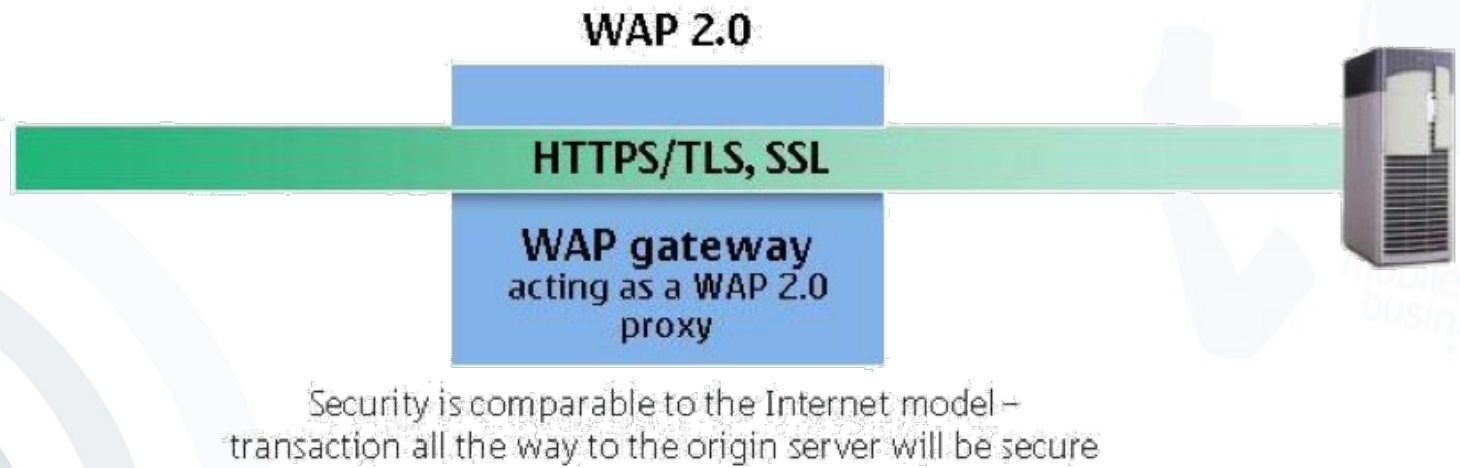 WAP 2.0
HTTPS/TLS, SSL
WAP gateway
acting as a WAP 2.0
proxy
mobile
Security is comparable to the Internet model –
transaction all the way to the origin server will be secure